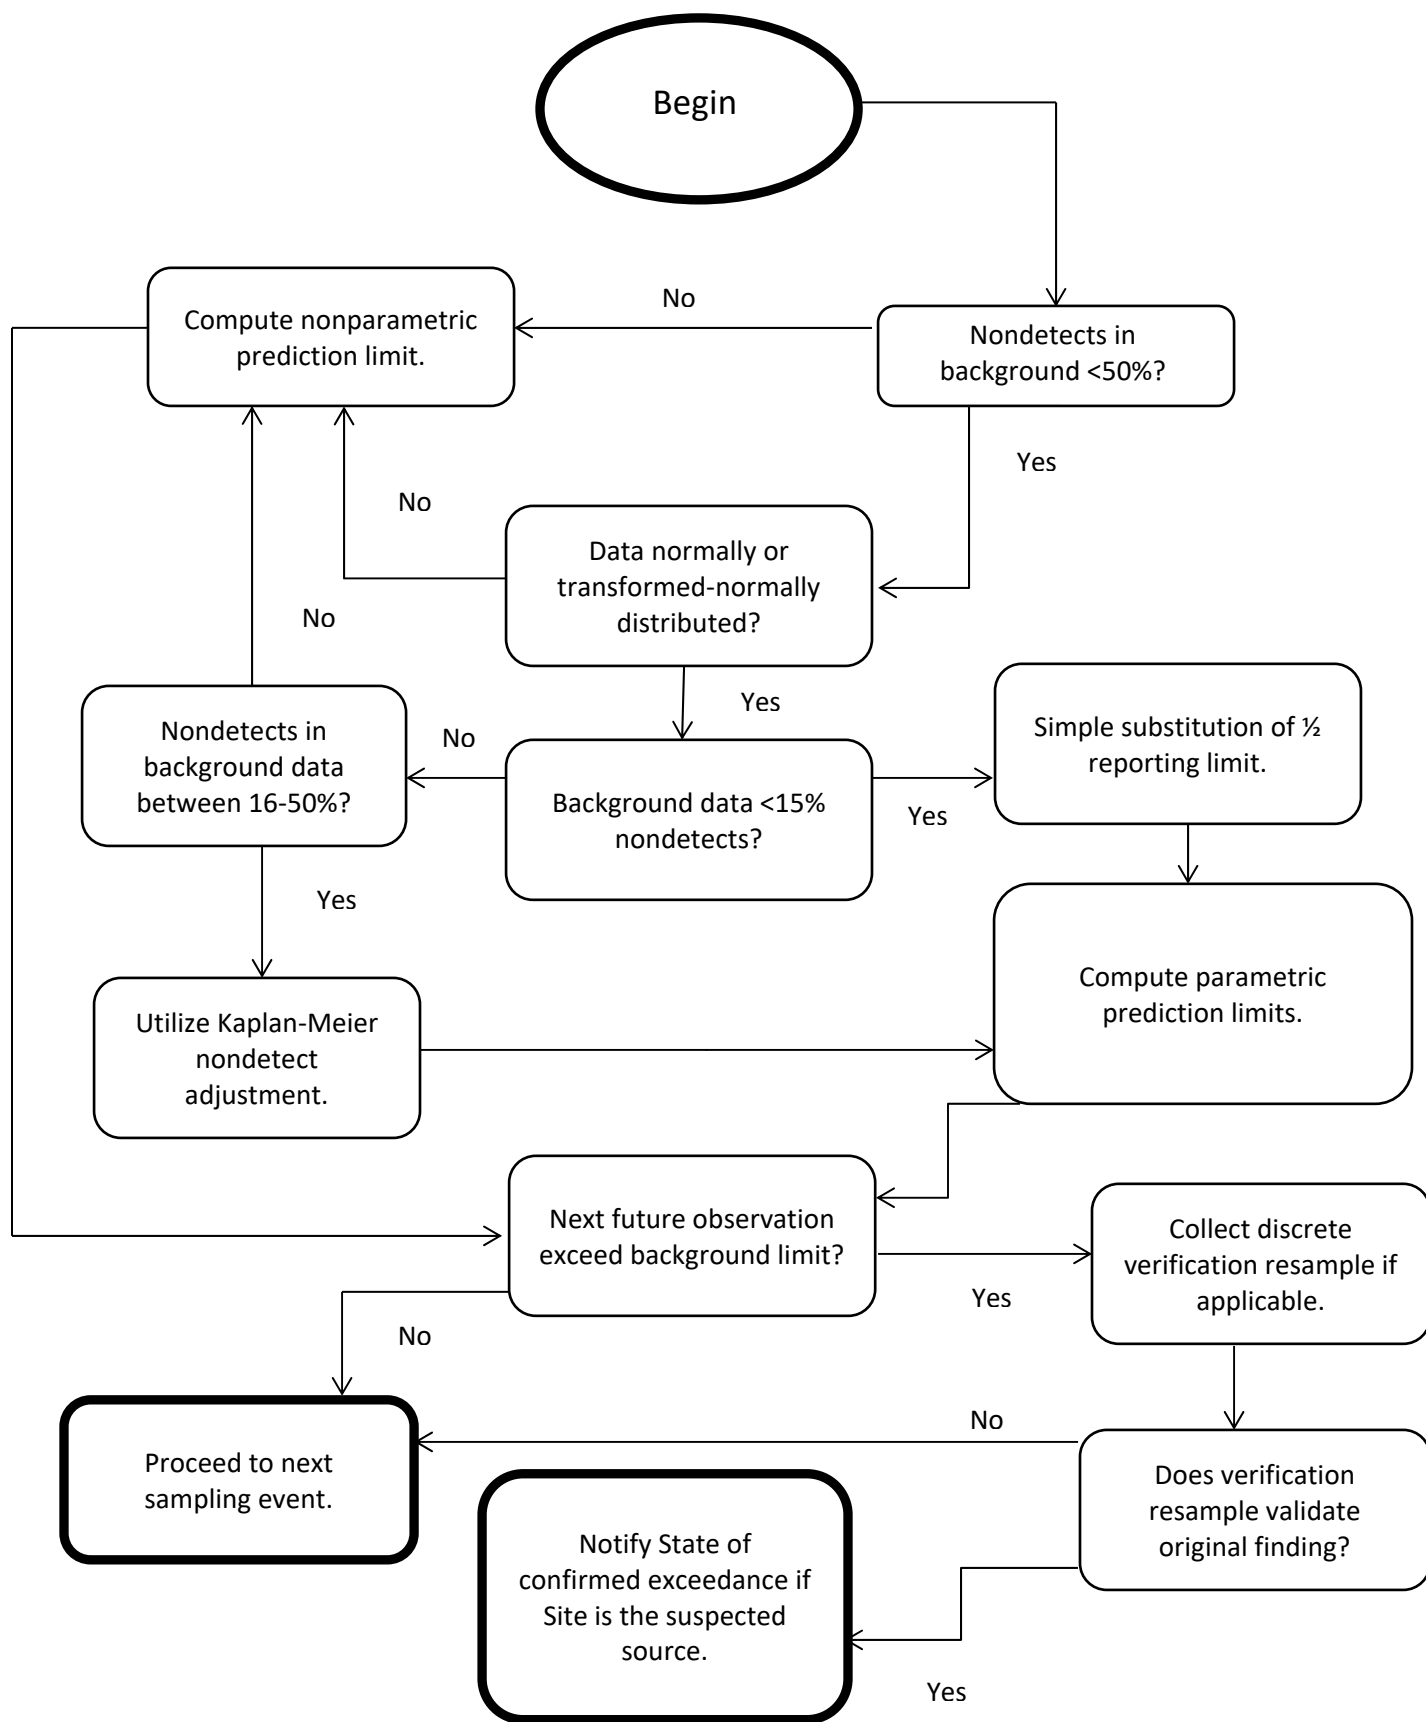 Begin
No
Compute nonparametric
prediction limit.
Nondetects in
background <50%?
Yes
No
Data normally or
transformed-normally
distributed?
No
Yes
Nondetects in
background data
between 16-50%?
No
Simple substitution of ½
reporting limit.
Background data <15%
nondetects?
Yes
Yes
Compute parametric
prediction limits.
Utilize Kaplan-Meier
nondetect
adjustment.
Next future observation
exceed background limit?
Collect discrete
verification resample if
applicable.
Yes
No
No
Proceed to next
sampling event.
Does verification
resample validate
original finding?
Notify State of
confirmed exceedance if
Site is the suspected
source.
Yes